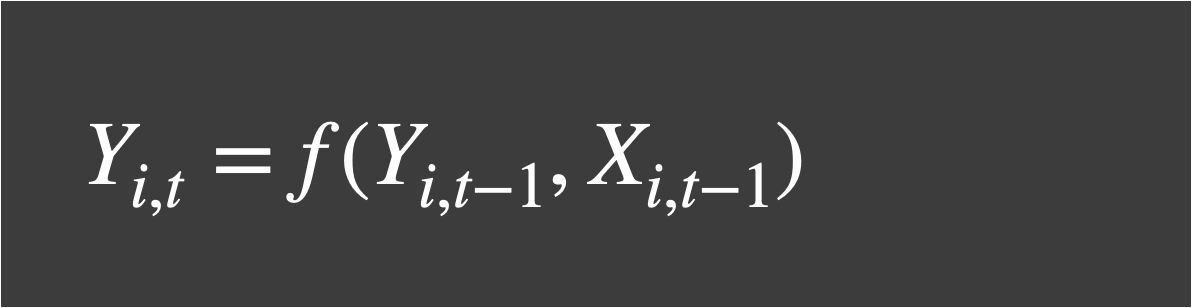 Y_{i,t} = f(Y_{i,t−1}, X_{i,t−1})